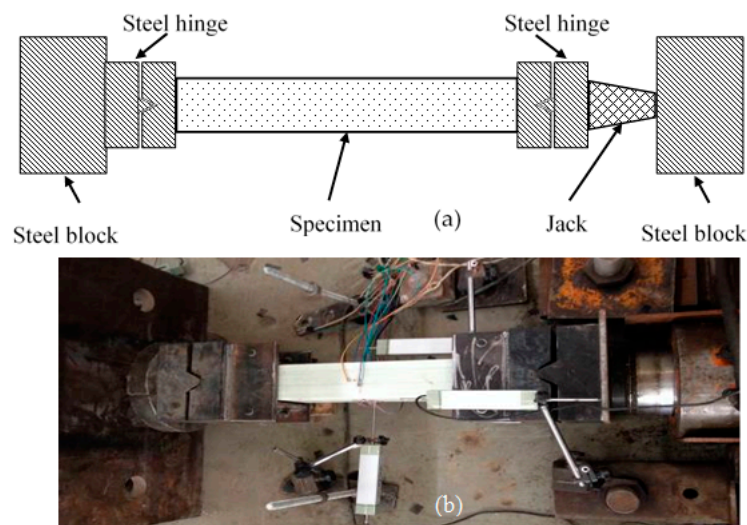 Steel hinge
Steel hinge
Specimen
(a)
Jack
Steel block
Steel block
(b)